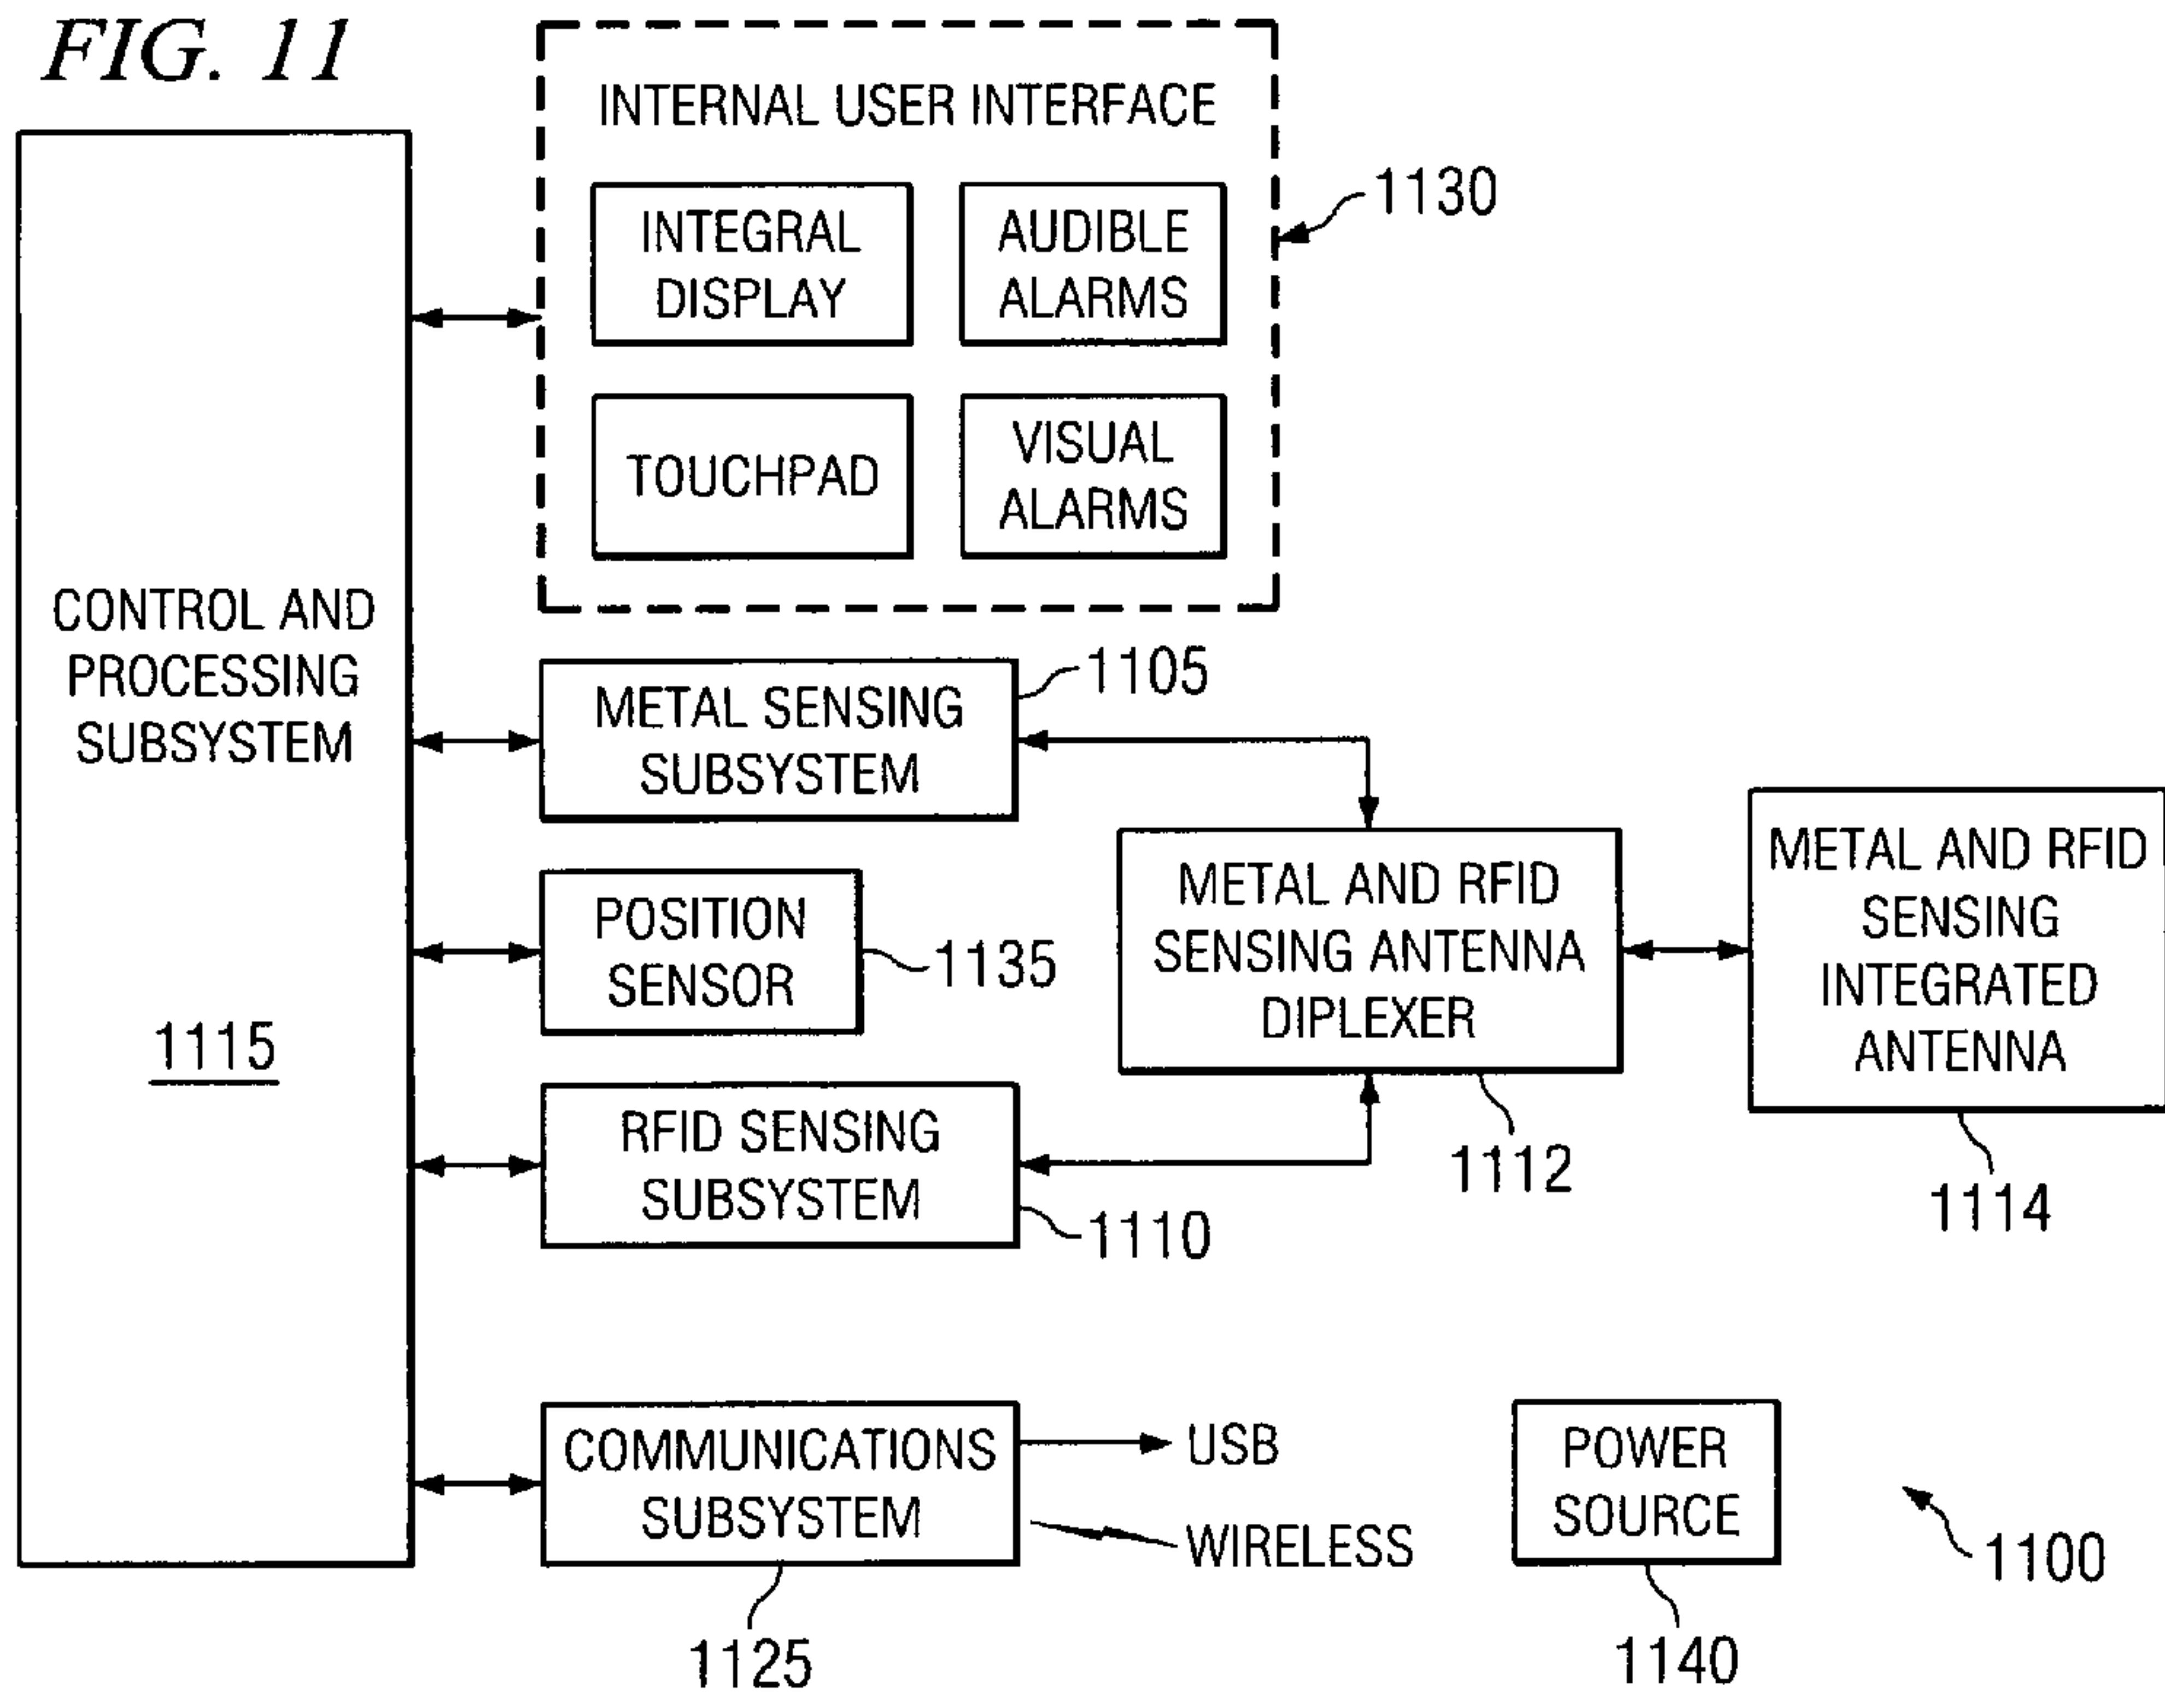 FIG. 11
INTERNAL USER INTERFACE
INTEGRAL
DISPLAY
AUDIBLE
ALARMS
1130
TOUCHPAD
VISUAL
ALARMS
CONTROL AND
PROCESSING
SUBSYSTEM
1115
METAL SENSING
SUBSYSTEM
1105
POSITION
SENSOR
1135
METAL AND RFID
SENSING ANTENNA
DIPLEXER
1112
METAL AND RFID
SENSING
INTEGRATED
ANTENNA
1114
RFID SENSING
SUBSYSTEM
1110
COMMUNICATIONS
SUBSYSTEM
1125
USB
WIRELESS
POWER
SOURCE
1140
1100